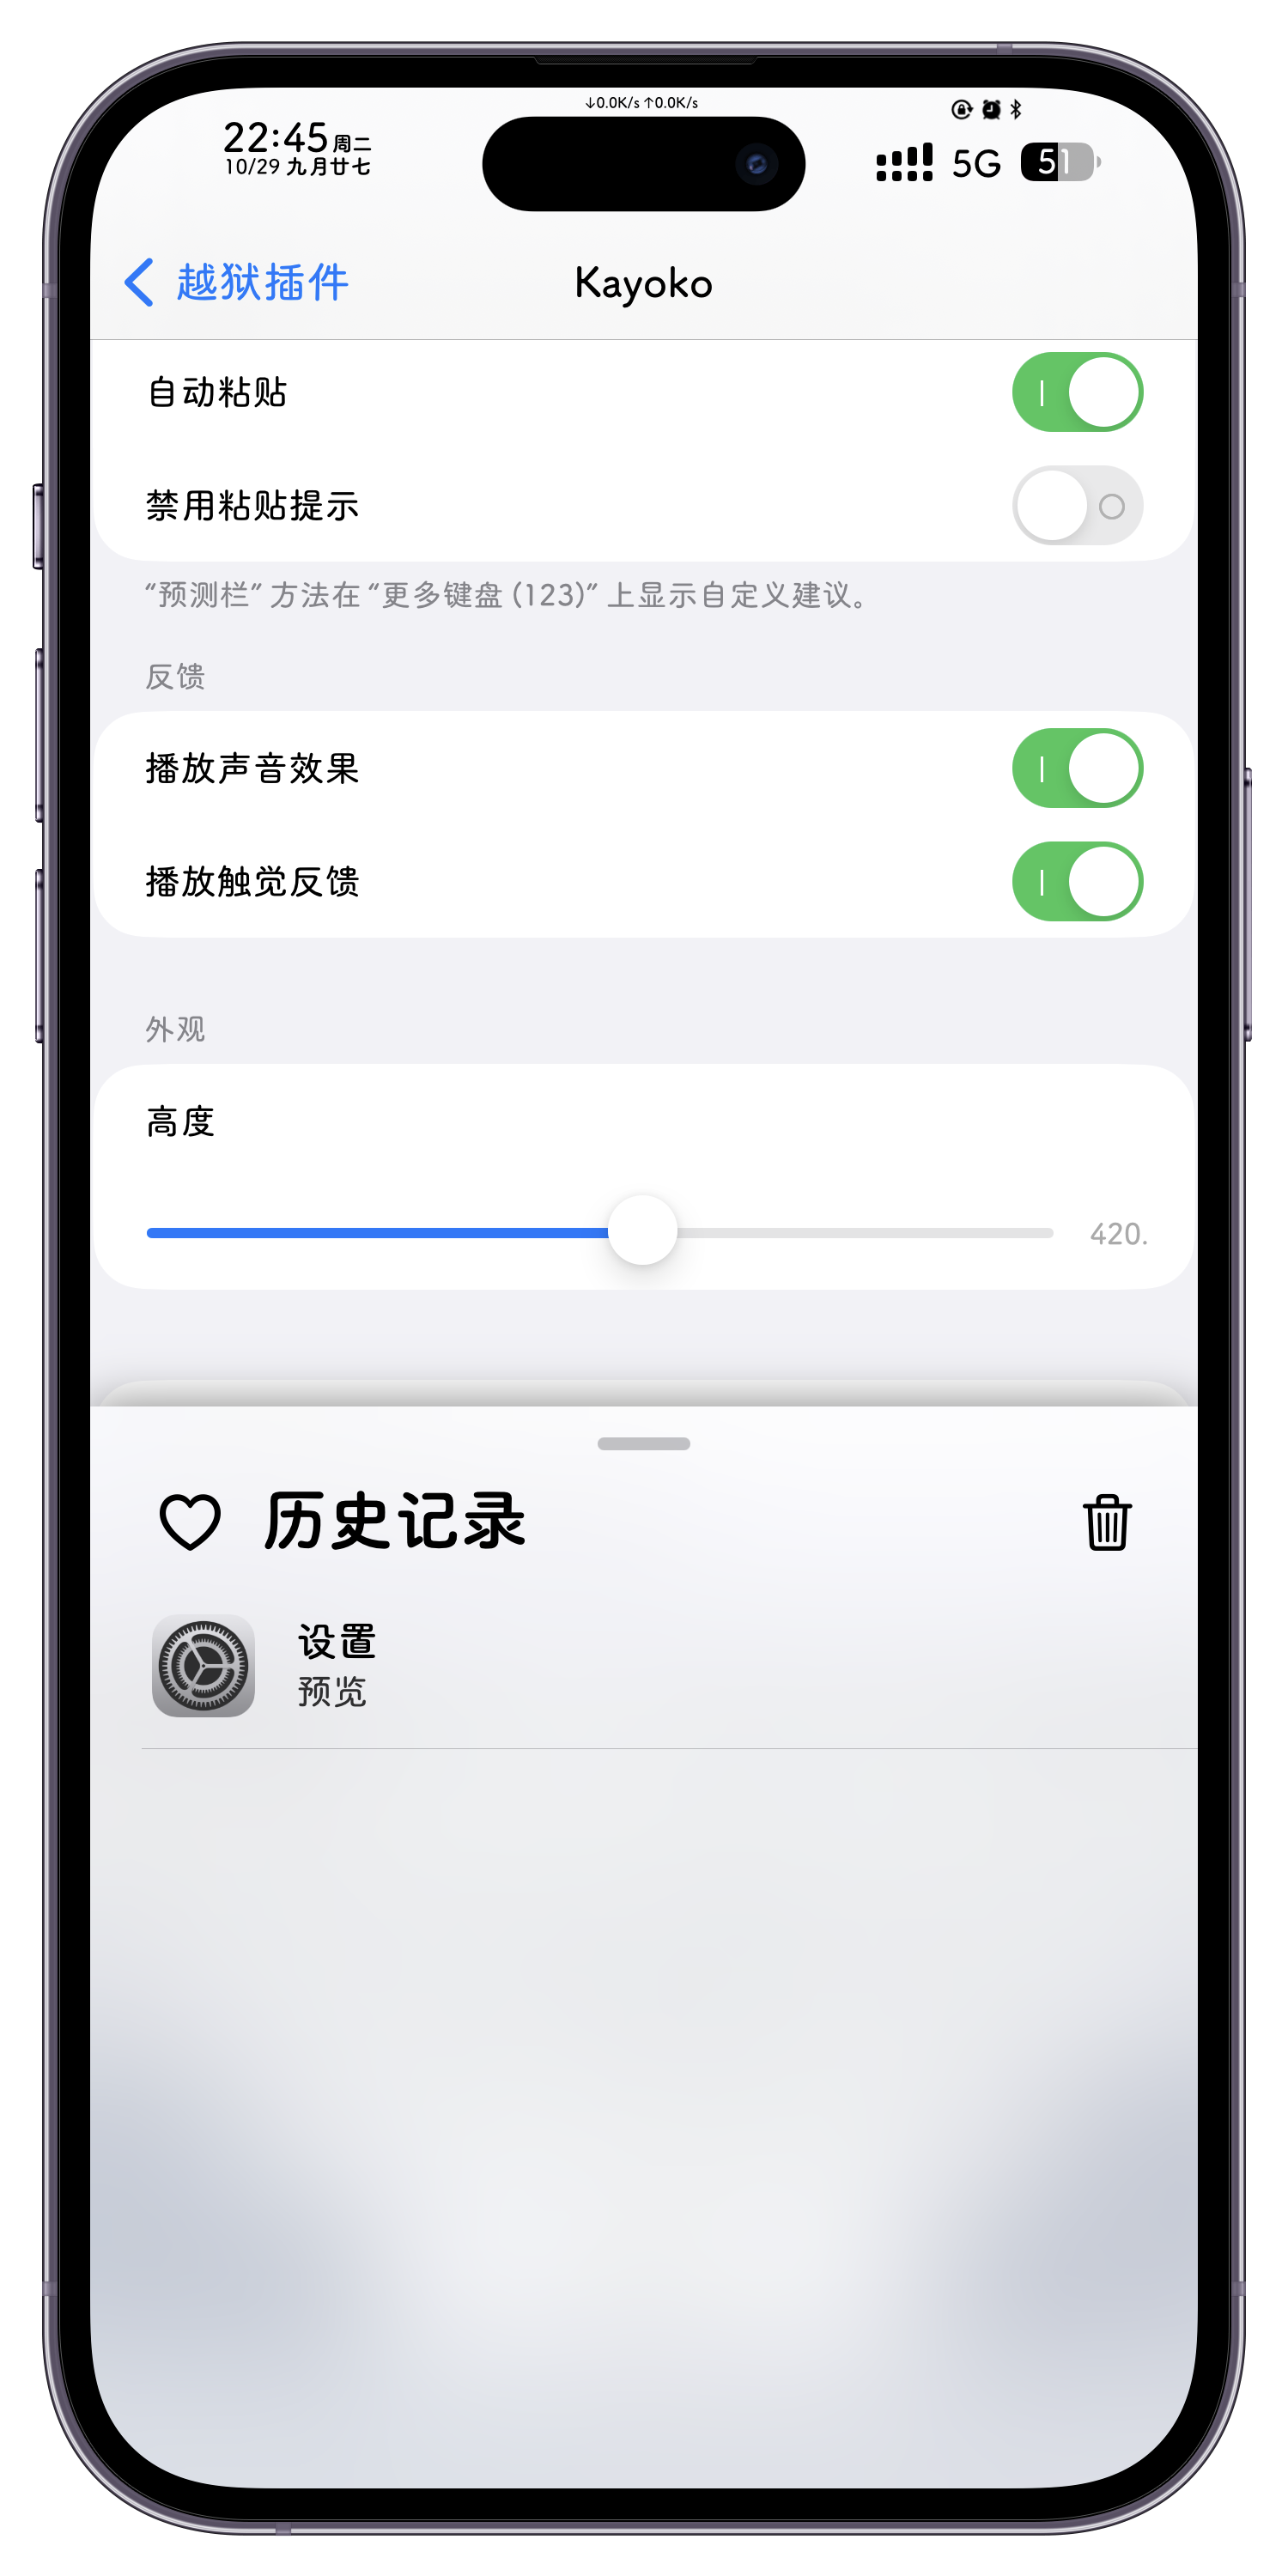 ↓0.0K/s ↑0.0K/s
22:45 周二
10/29 九月廿七
5G 51
越狱插件
Kayoko
自动粘贴
禁用粘贴提示
“预测栏” 方法在 “更多键盘 (123)” 上显示自定义建议。
反馈
播放声音效果
播放触觉反馈
外观
高度
420.
历史记录
设置
预览